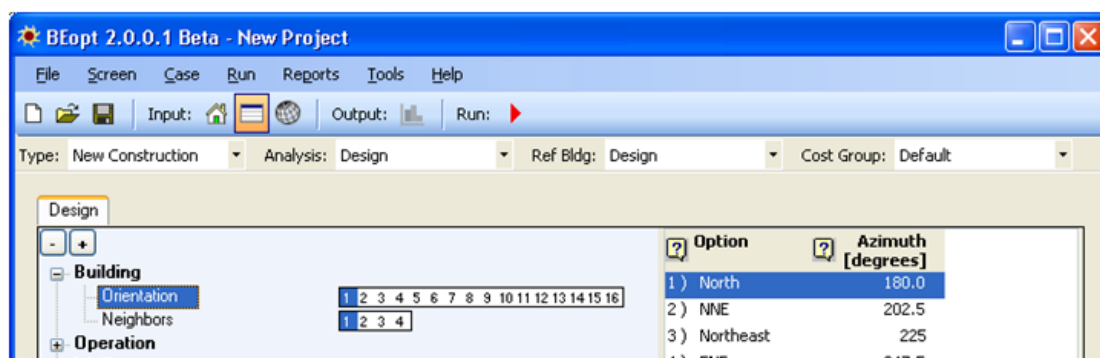 BEopt 2.0.0.1 Beta - New Project
File Screen Case Run Reports Tools Help
Input: Output: Run:
Type: New Construction Analysis: Design Ref Bldg: Design Cost Group: Default
Design
- +
? Option ? Azimuth
[degrees]
Building
Orientation 1 2 3 4 5 6 7 8 9 10 11 12 13 14 15 16
Neighbors 1 2 3 4
Operation
1) North 180.0
2) NNE 202.5
3) Northeast 225